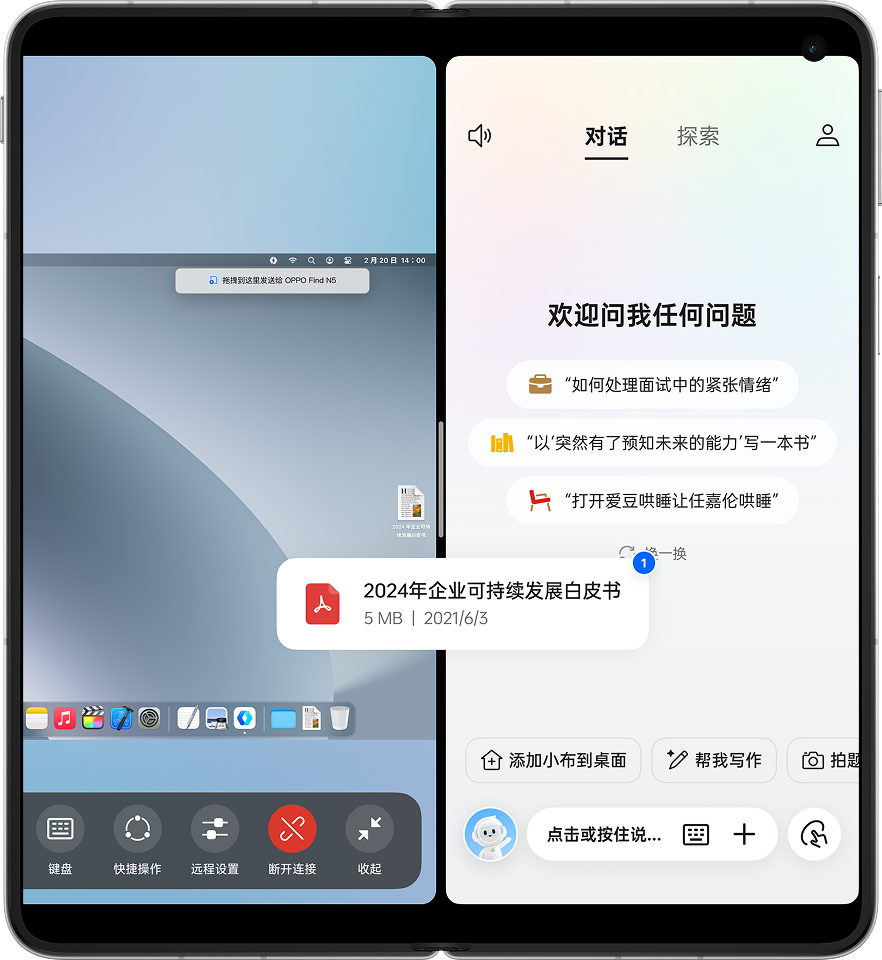 2月20日 14:00
拖拽到这里发送给 OPPO Find N5
2024 年企业可持
续发展白皮书
键盘
快捷操作
远程设置
断开连接
收起
对话
探索
欢迎问我任何问题
“如何处理面试中的紧张情绪”
“以‘突然有了预知未来的能力’写一本书”
“打开爱豆哄睡让任嘉伦哄睡”
换一换
1
2024年企业可持续发展白皮书
5 MB | 2021/6/3
添加小布到桌面
帮我写作
拍题
点击或按住说...